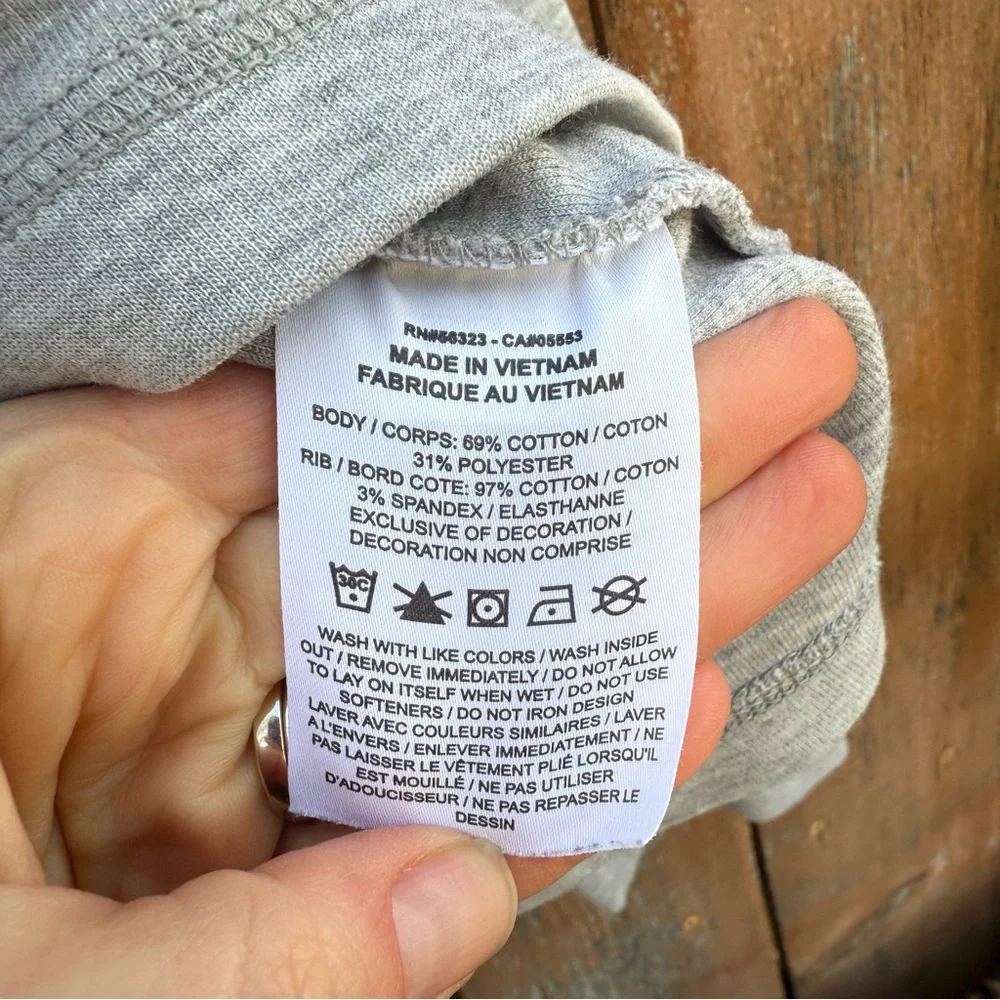 RN#56323 - CA#05553
MADE IN VIETNAM
FABRIQUE AU VIETNAM
BODY / CORPS: 69% COTTON / COTON
31% POLYESTER
RIB / BORD COTE: 97% COTTON / COTON
3% SPANDEX / ELASTHANNE
EXCLUSIVE OF DECORATION /
DECORATION NON COMPRISE
30C
WASH WITH LIKE COLORS / WASH INSIDE
OUT / REMOVE IMMEDIATELY / DO NOT ALLOW
TO LAY ON ITSELF WHEN WET / DO NOT USE
SOFTENERS / DO NOT IRON DESIGN
LAVER AVEC COULEURS SIMILAIRES / LAVER
A L'ENVERS / ENLEVER IMMEDIATEMENT / NE
PAS LAISSER LE VÊTEMENT PLIÉ LORSQU'IL
EST MOUILLÉ / NE PAS UTILISER
D'ADOUCISSEUR / NE PAS REPASSER LE
DESSIN